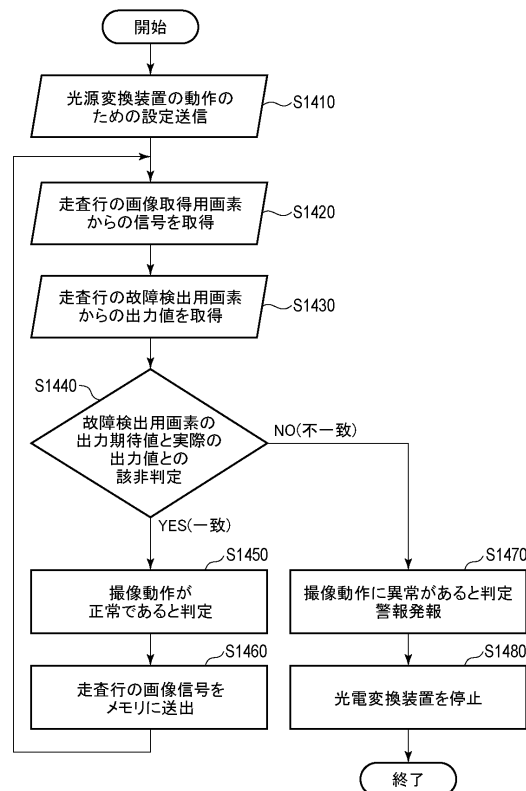 開始
光源変換装置の動作の
ための設定送信
S1410
走査行の画像取得用画素
からの信号を取得
S1420
走査行の故障検出用画素
からの出力値を取得
S1430
S1440
故障検出用画素の
出力期待値と実際の
出力値との
該非判定
NO(不一致)
YES(一致)
S1450
撮像動作が
正常であると判定
S1460
走査行の画像信号を
メモリに送出
S1470
撮像動作に異常があると判定
警報発報
S1480
光電変換装置を停止
終了